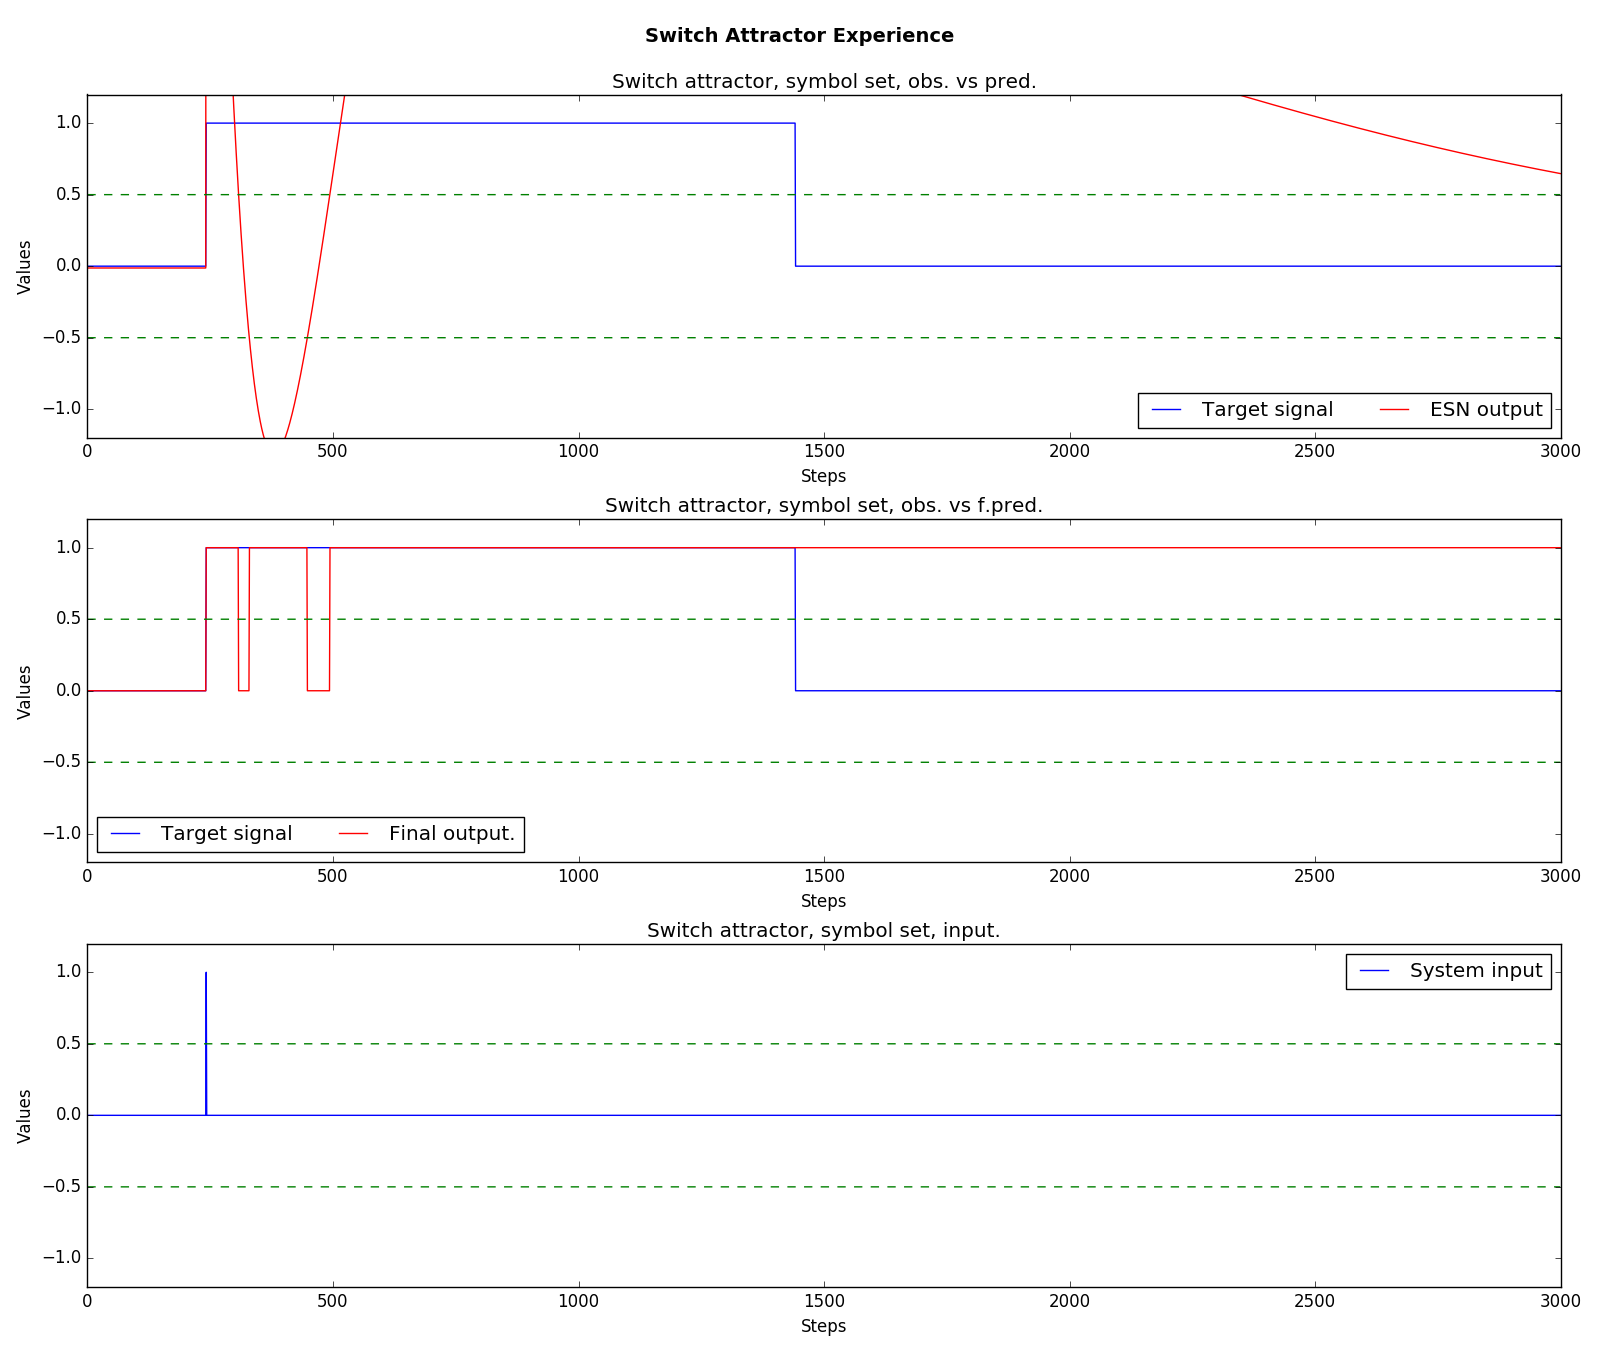 Switch Attractor Experience
Switch attractor, symbol set, obs. vs pred.
1.0
0.5
0.0
−0.5
−1.0
Values
Target signal ESN output
0 500 1000 1500 2000 2500 3000
Steps
Switch attractor, symbol set, obs. vs f.pred.
1.0
0.5
0.0
−0.5
−1.0
Values
Target signal Final output.
0 500 1000 1500 2000 2500 3000
Steps
Switch attractor, symbol set, input.
System input
1.0
0.5
0.0
−0.5
−1.0
Values
0 500 1000 1500 2000 2500 3000
Steps